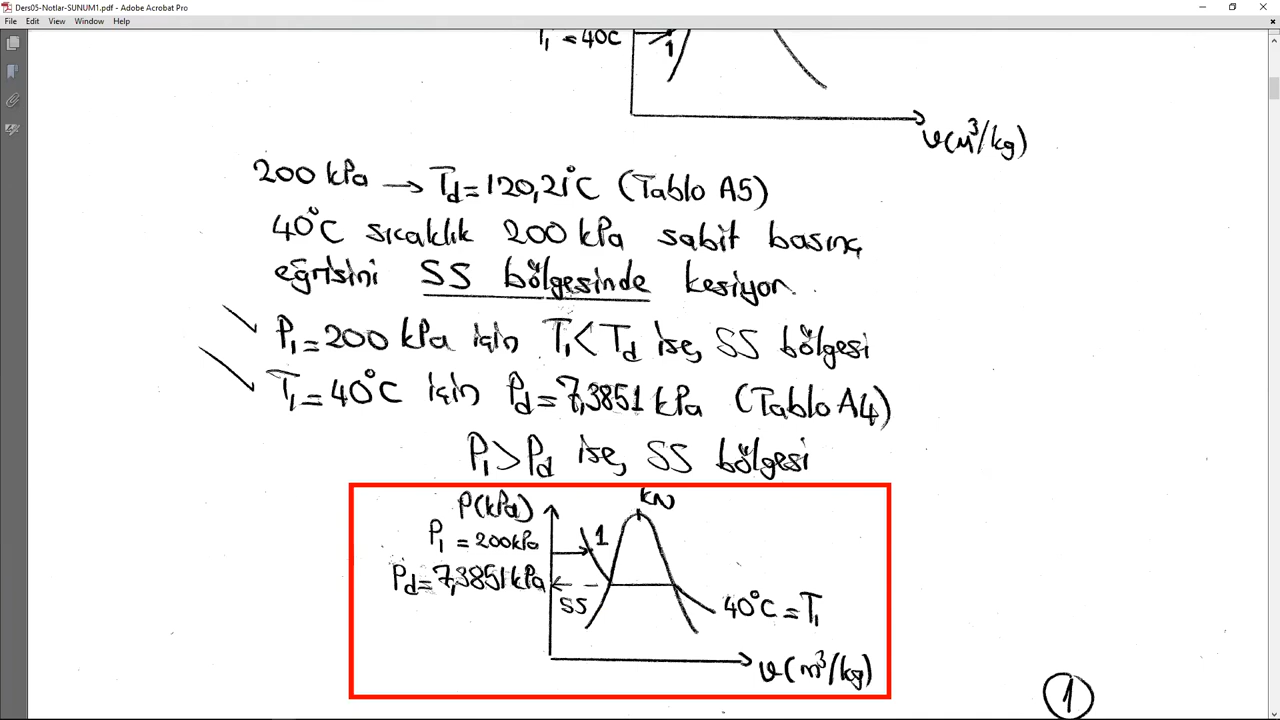 Ders05-Notlar-SUNUM1.pdf - Adobe Acrobat Pro
File Edit View Window Help
T₁ = 40C
1
v(m³/kg)
200 kPa → Td=120,21°C (Tablo A5)
40°C sıcaklık 200 kPa sabit basınç
eğrisini SS bölgesinde kesiyor.
P₁=200 kPa için T₁<Td ise, SS bölgesi
T₁=40°C için Pd=7,3851 kPa (Tablo A4)
P₁>Pd ise, SS bölgesi
P(kPa)
KN
P₁ = 200kPa
1
Pd=7,3851kPa
SS
40°C=T₁
v(m³/kg)
1